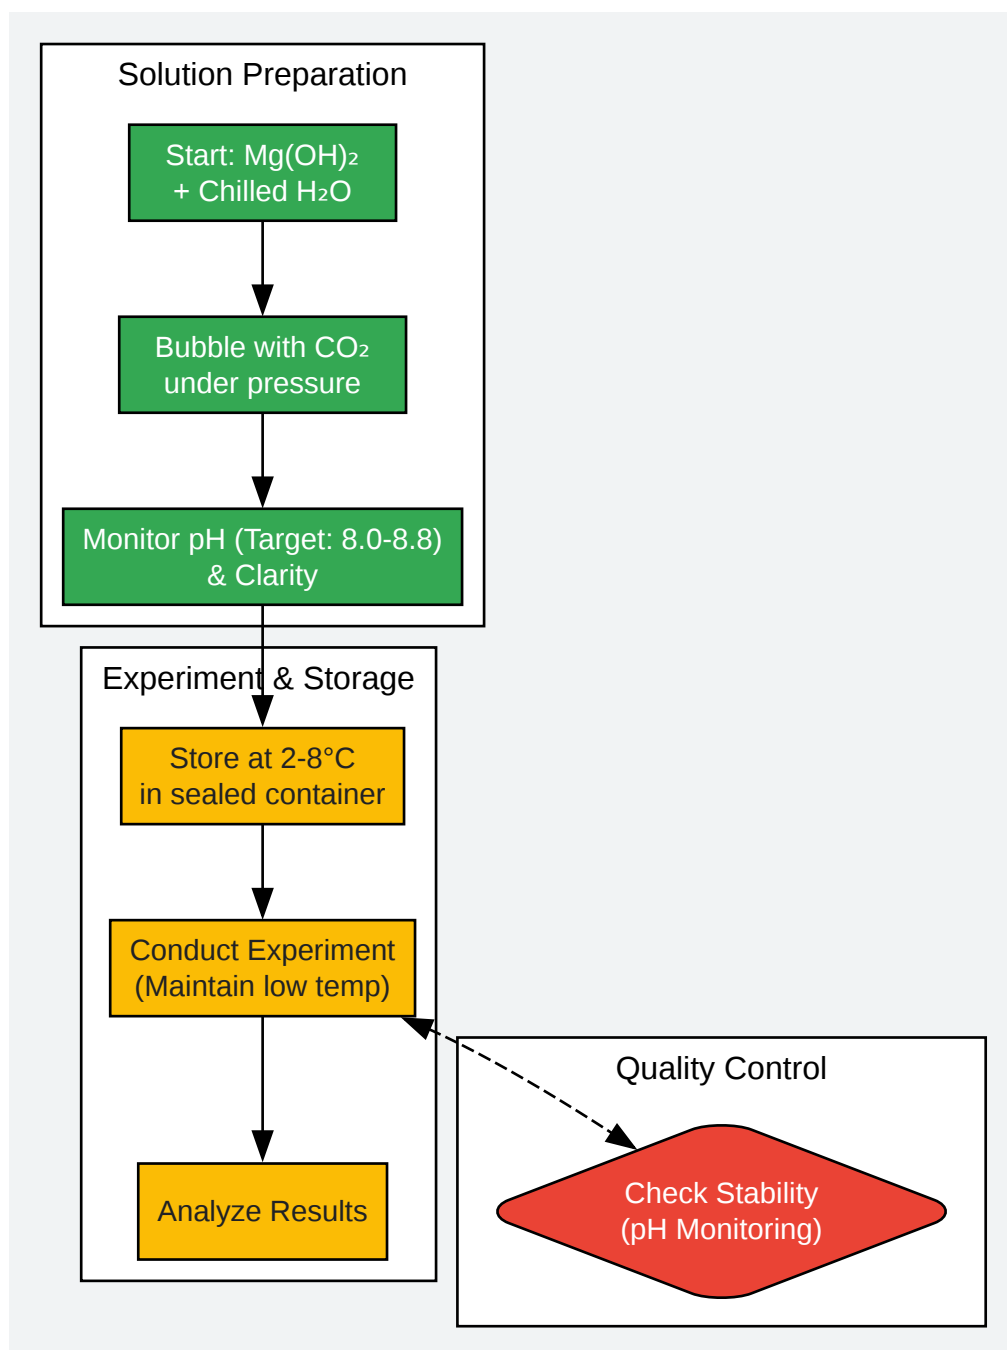 Solution Preparation
Start: Mg(OH)₂
+ Chilled H₂O
Bubble with CO₂
under pressure
Monitor pH (Target: 8.0-8.8)
& Clarity
Experiment & Storage
Store at 2-8°C
in sealed container
Conduct Experiment
(Maintain low temp)
Analyze Results
Quality Control
Check Stability
(pH Monitoring)